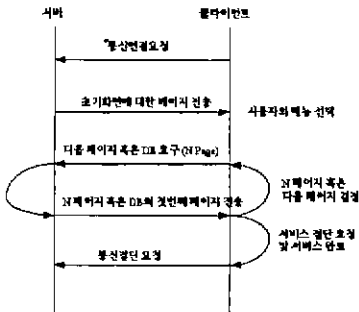 서버 클라이언트
통신연결요청
초기화면에 대한 페이지 전송
사용자의 메뉴 선택
다음 페이지 혹은 DB 요구(N Page)
N 페이지 혹은
다음 페이지 결정
N 페이지 혹은 DB의 첫번째 페이지 전송
서비스 절단 요청
및 서비스 완료
통신절단 요청